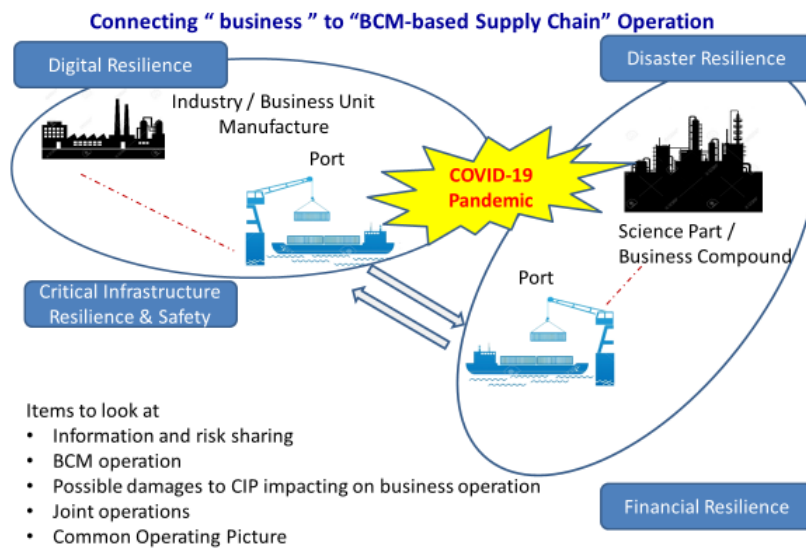 Connecting “ business ” to “BCM-based Supply Chain” Operation
Digital Resilience
Disaster Resilience
Industry / Business Unit
Manufacture
Port
COVID-19
Pandemic
Science Part /
Business Compound
Port
Critical Infrastructure
Resilience & Safety
Items to look at
• Information and risk sharing
• BCM operation
• Possible damages to CIP impacting on business operation
• Joint operations
• Common Operating Picture
Financial Resilience